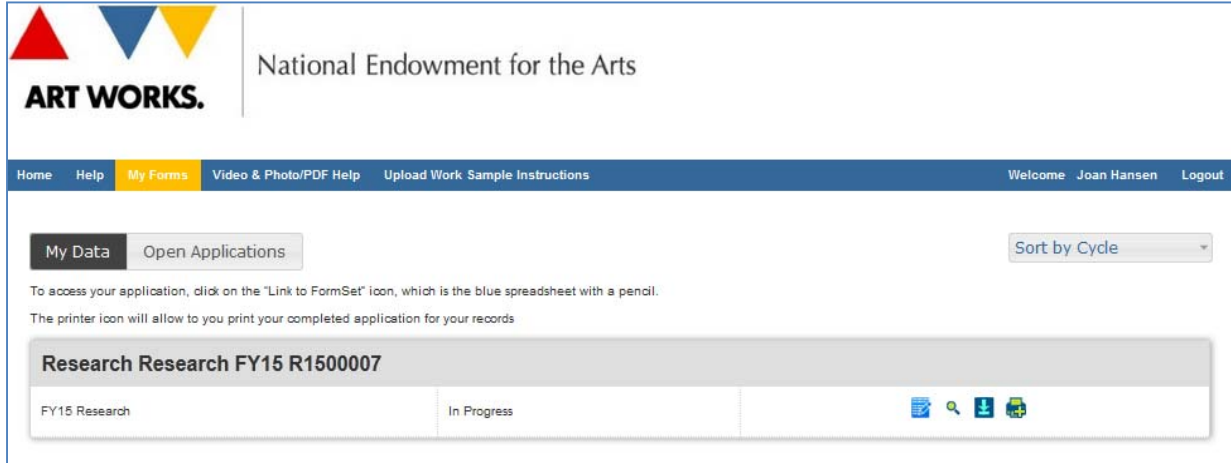 National Endowment for the Arts
ART WORKS.
Home Help My Forms Video & Photo/PDF Help Upload Work Sample Instructions Welcome Joan Hansen Logout
My Data Open Applications Sort by Cycle
To access your application, click on the "Link to FormSet" icon, which is the blue spreadsheet with a pencil.
The printer icon will allow to you print your completed application for your records
Research Research FY15 R1500007
FY15 Research In Progress